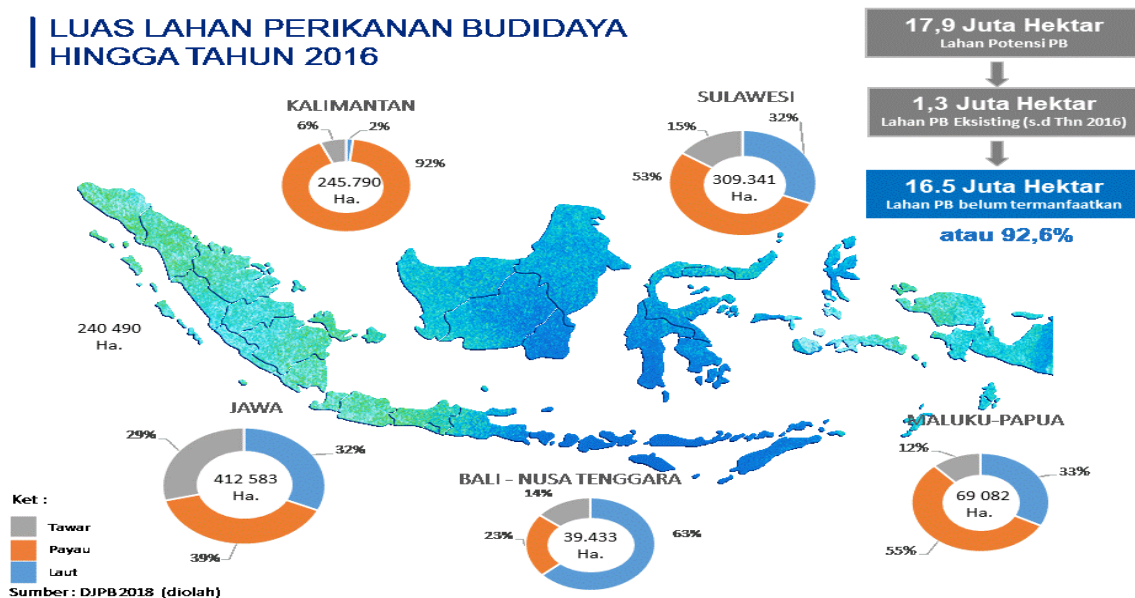 LUAS LAHAN PERIKANAN BUDIDAYA
HINGGA TAHUN 2016
17,9 Juta Hektar
Lahan Potensi PB
1,3 Juta Hektar
Lahan PB Eksisting (s.d Thn 2016)
16.5 Juta Hektar
Lahan PB belum termanfaatkan
atau 92,6%
KALIMANTAN
6%
2%
92%
245.790
Ha.
SULAWESI
15%
32%
53%
309.341
Ha.
240 490
Ha.
JAWA
29%
32%
412 583
Ha.
39%
BALI - NUSA TENGGARA
14%
23%
63%
39.433
Ha.
MALUKU-PAPUA
12%
33%
69 082
Ha.
55%
Ket :
Tawar
Payau
Laut
Sumber : DJPB 2018 (diolah)